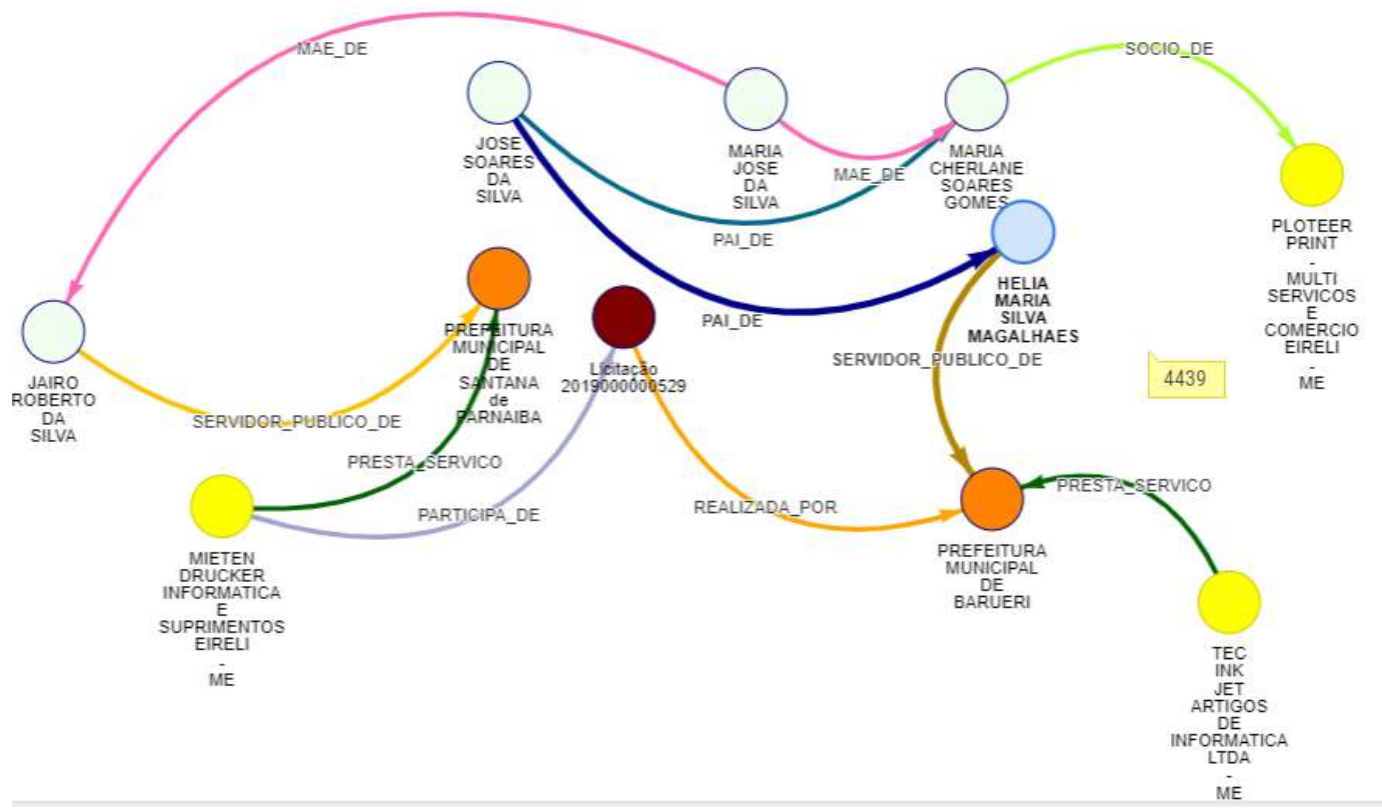 MAE_DE
SOCIO_DE
JOSE
SOARES
DA
SILVA
MARIA
JOSE
DA
SILVA
MAE_DE
MARIA
CHERLANE
SOARES
GOMES
PLOTEER
PRINT
-
MULTI
SERVICOS
E
COMERCIO
EIRELI
-
ME
PAI_DE
PAI_DE
HELIA
MARIA
SILVA
MAGALHAES
PREFEITURA
MUNICIPAL
DE
SANTANA
de
PARNAIBA
Licitação
2019000000529
SERVIDOR_PUBLICO_DE
4439
JAIRO
ROBERTO
DA
SILVA
SERVIDOR_PUBLICO_DE
PRESTA_SERVICO
PARTICIPA_DE
REALIZADA_POR
PRESTA_SERVICO
MIETEN
DRUCKER
INFORMATICA
E
SUPRIMENTOS
EIRELI
-
ME
PREFEITURA
MUNICIPAL
DE
BARUERI
TEC
INK
JET
ARTIGOS
DE
INFORMATICA
LTDA
-
ME